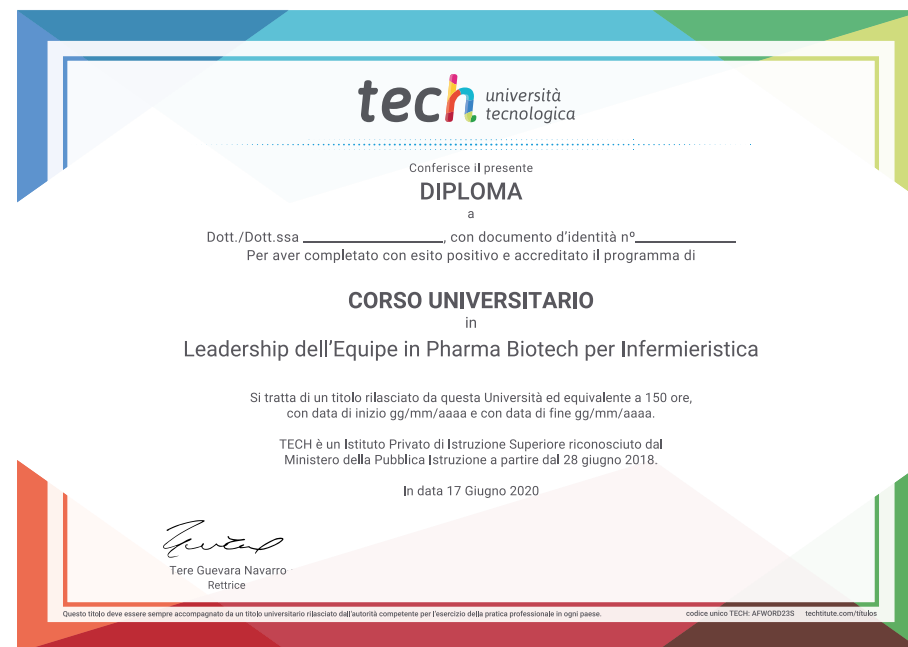 tech università
tecnologica
Conferisce il presente
DIPLOMA
a
Dott./Dott.ssa ____________________, con documento d'identità nº______________
Per aver completato con esito positivo e accreditato il programma di
CORSO UNIVERSITARIO
in
Leadership dell'Equipe in Pharma Biotech per Infermieristica
Si tratta di un titolo rilasciato da questa Università ed equivalente a 150 ore,
con data di inizio gg/mm/aaaa e con data di fine gg/mm/aaaa.
TECH è un Istituto Privato di Istruzione Superiore riconosciuto dal
Ministero della Pubblica Istruzione a partire dal 28 giugno 2018.
In data 17 Giugno 2020
Tere Guevara Navarro
Rettrice
Questo titolo deve essere sempre accompagnato da un titolo universitario rilasciato dall'autorità competente per l'esercizio della pratica professionale in ogni paese. codice unico TECH: AFWORD23S techtitute.com/titulos